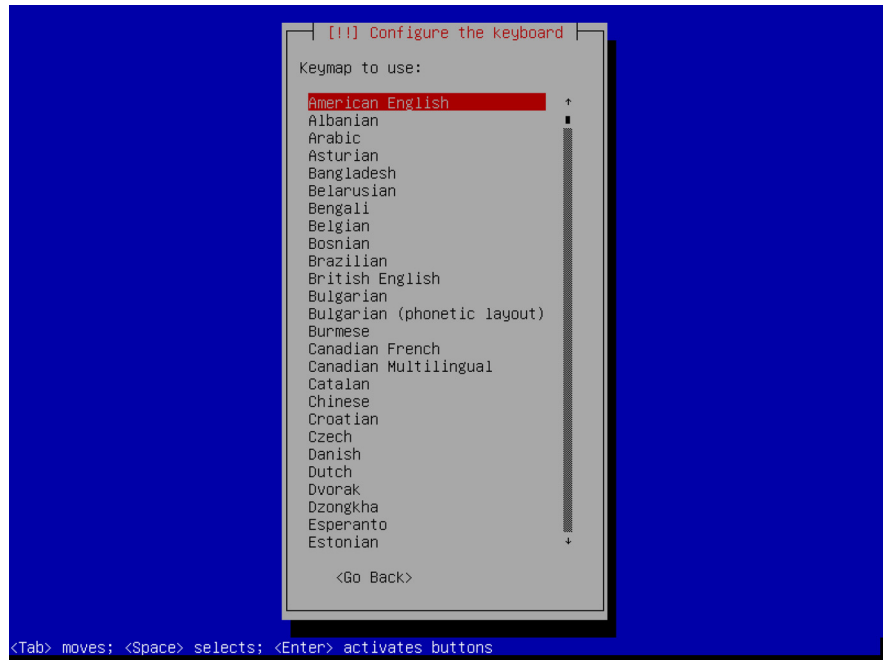 [!!] Configure the keyboard
Keymap to use:
American English
Albanian
Arabic
Asturian
Bangladesh
Belarusian
Bengali
Belgian
Bosnian
Brazilian
British English
Bulgarian
Bulgarian (phonetic layout)
Burmese
Canadian French
Canadian Multilingual
Catalan
Chinese
Croatian
Czech
Danish
Dutch
Dvorak
Dzongkha
Esperanto
Estonian
<Go Back>
<Tab> moves; <Space> selects; <Enter> activates buttons